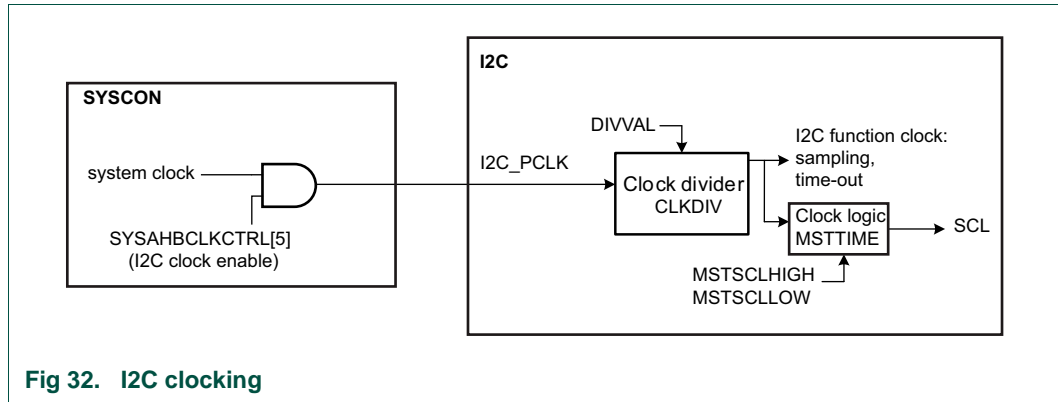 I2C
SYSCON
DIVVAL
I2C function clock:
sampling,
time-out
system clock
I2C_PCLK
Clock divider
CLKDIV
Clock logic
MSTTIME
SCL
SYSAHBCLKCTRL[5]
(I2C clock enable)
MSTSCLHIGH
MSTSCLLOW
Fig 32. I2C clocking